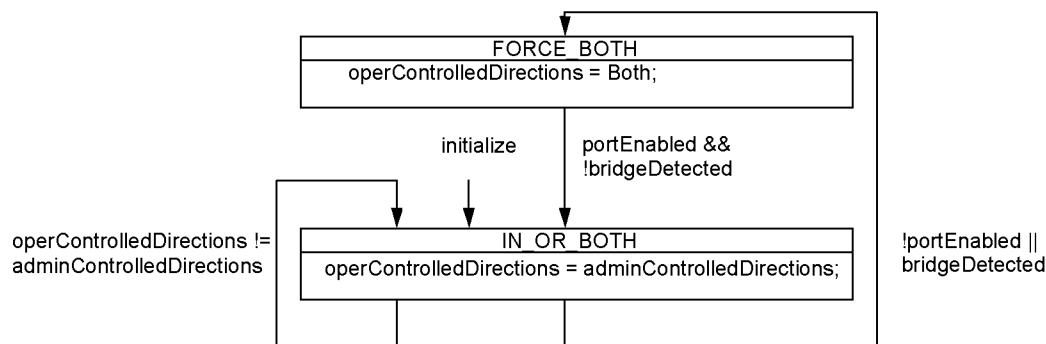 FORCE_BOTH
operControlledDirections = Both;
initialize
portEnabled &&
!bridgeDetected
operControlledDirections !=
adminControlledDirections
IN_OR_BOTH
operControlledDirections = adminControlledDirections;
!portEnabled ||
bridgeDetected